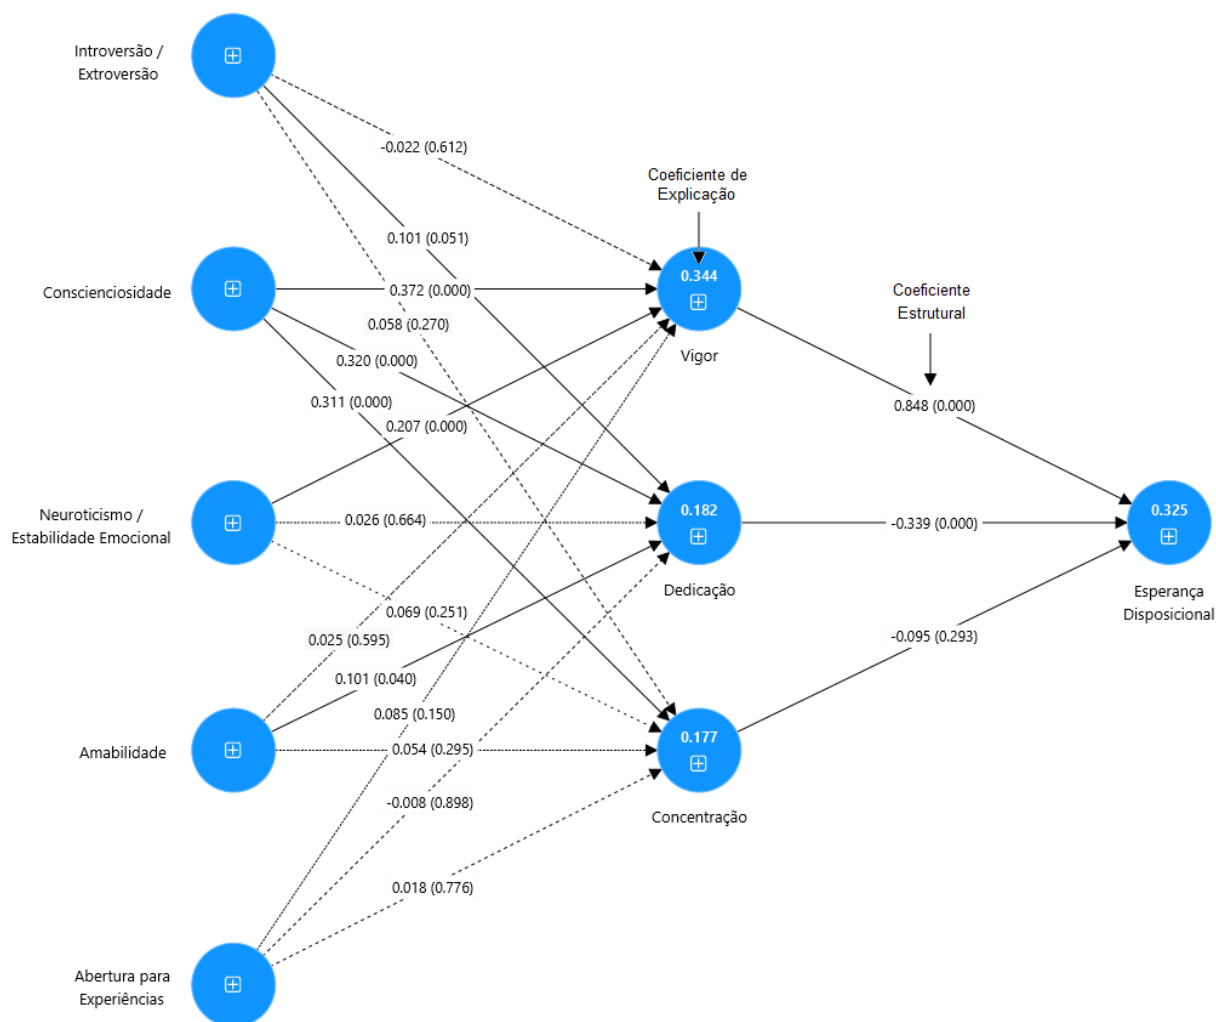 Introversão /
Extroversão
-0.022 (0.612)
Coeficiente de
Explicação
0.101 (0.051)
0.344
Conscienciosidade
0.372 (0.000)
Coeficiente
Estrutural
0.058 (0.270)
Vigor
0.320 (0.000)
0.311 (0.000)
0.848 (0.000)
0.207 (0.000)
Neuroticismo /
Estabilidade Emocional
0.026 (0.664)
0.182
-0.339 (0.000)
0.325
Dedicação
Esperança
Disposicional
0.069 (0.251)
0.025 (0.595)
-0.095 (0.293)
0.101 (0.040)
0.085 (0.150)
0.177
Amabilidade
0.054 (0.295)
-0.008 (0.898)
Concentração
0.018 (0.776)
Abertura para
Experiências